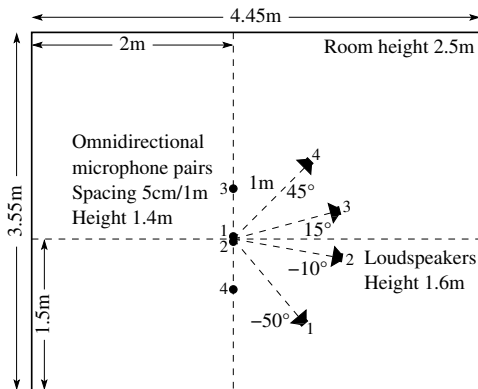 4.45m
2m
Room height 2.5m
Omnidirectional
microphone pairs
Spacing 5cm/1m
Height 1.4m
3.55m
3
1m
4
45°
3
15°
1
2
−10°
2
Loudspeakers
Height 1.6m
4
1.5m
−50°
1